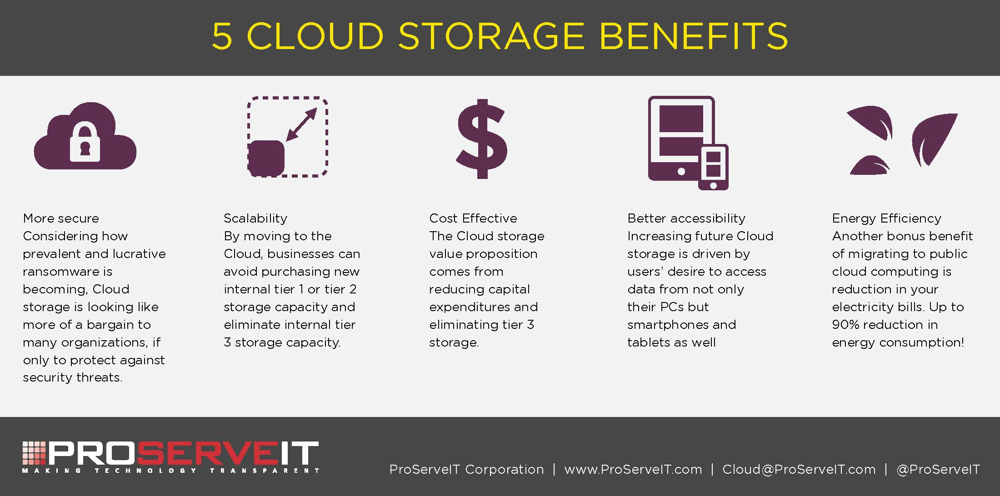 5 CLOUD STORAGE BENEFITS
More secure
Considering how
prevalent and lucrative
ransomware is
becoming, Cloud
storage is looking like
more of a bargain to
many organizations, if
only to protect against
security threats.
Scalability
By moving to the
Cloud, businesses can
avoid purchasing new
internal tier 1 or tier 2
storage capacity and
eliminate internal tier
3 storage capacity.
$
Cost Effective
The Cloud storage
value proposition
comes from
reducing capital
expenditures and
eliminating tier 3
storage.
Better accessibility
Increasing future Cloud
storage is driven by
users’ desire to access
data from not only
their PCs but
smartphones and
tablets as well
Energy Efficiency
Another bonus benefit
of migrating to public
cloud computing is
reduction in your
electricity bills. Up to
90% reduction in
energy consumption!
PROSERVEIT
MAKING TECHNOLOGY TRANSPARENT
ProServeIT Corporation | www.ProServeIT.com | Cloud@ProServeIT.com | @ProServeIT